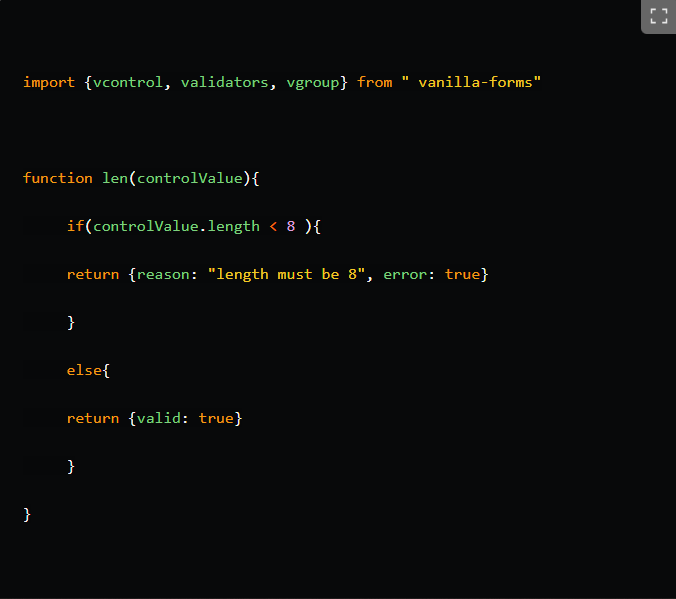 import {vcontrol, validators, vgroup} from " vanilla-forms"
function len(controlValue){
if(controlValue.length < 8 ){
return {reason: "length must be 8", error: true}
}
else{
return {valid: true}
}
}